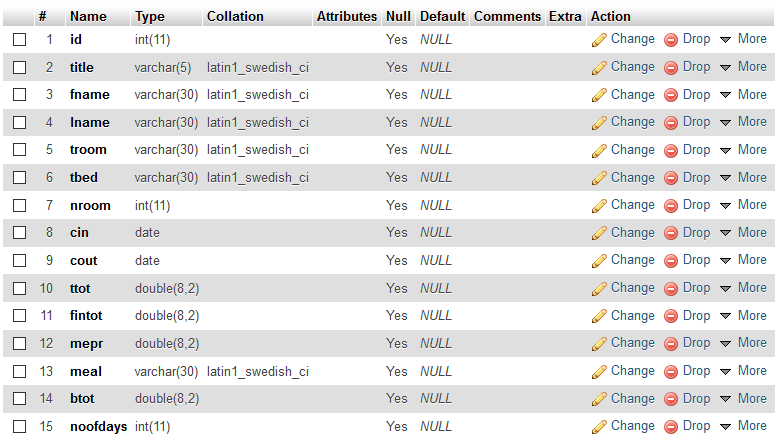 # Name Type Collation Attributes Null Default Comments Extra Action
1 id int(11) Yes NULL Change Drop More
2 title varchar(5) latin1_swedish_ci Yes NULL Change Drop More
3 fname varchar(30) latin1_swedish_ci Yes NULL Change Drop More
4 lname varchar(30) latin1_swedish_ci Yes NULL Change Drop More
5 troom varchar(30) latin1_swedish_ci Yes NULL Change Drop More
6 tbed varchar(30) latin1_swedish_ci Yes NULL Change Drop More
7 nroom int(11) Yes NULL Change Drop More
8 cin date Yes NULL Change Drop More
9 cout date Yes NULL Change Drop More
10 ttot double(8,2) Yes NULL Change Drop More
11 fintot double(8,2) Yes NULL Change Drop More
12 mepr double(8,2) Yes NULL Change Drop More
13 meal varchar(30) latin1_swedish_ci Yes NULL Change Drop More
14 btot double(8,2) Yes NULL Change Drop More
15 noofdays int(11) Yes NULL Change Drop More